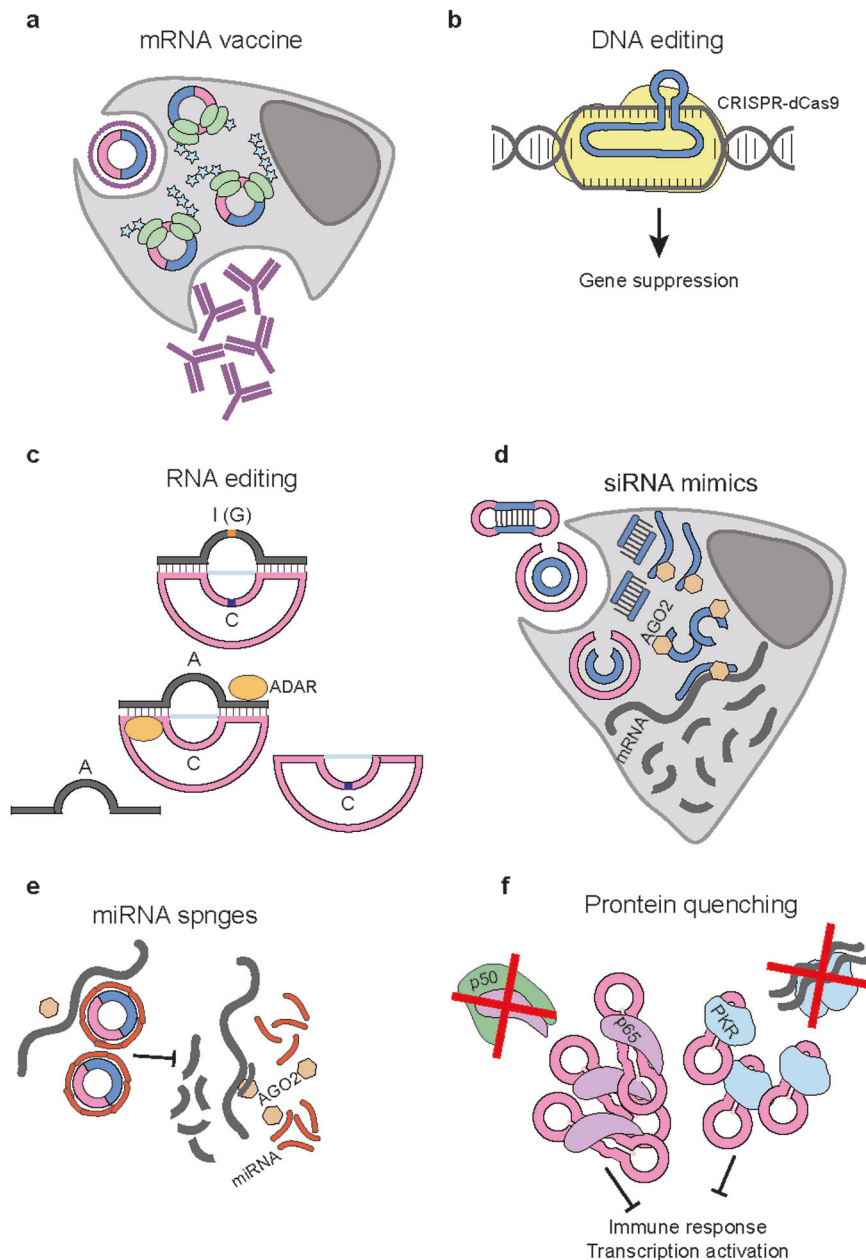 a
mRNA vaccine
b
DNA editing
CRISPR-dCas9
Gene suppression
c
RNA editing
I (G)
C
A
ADAR
C
A
C
d
siRNA mimics
AGO2
mRNA
e
miRNA spnges
AGO2
miRNA
f
Prontein quenching
p50
p65
PKR
Immune response
Transcription activation